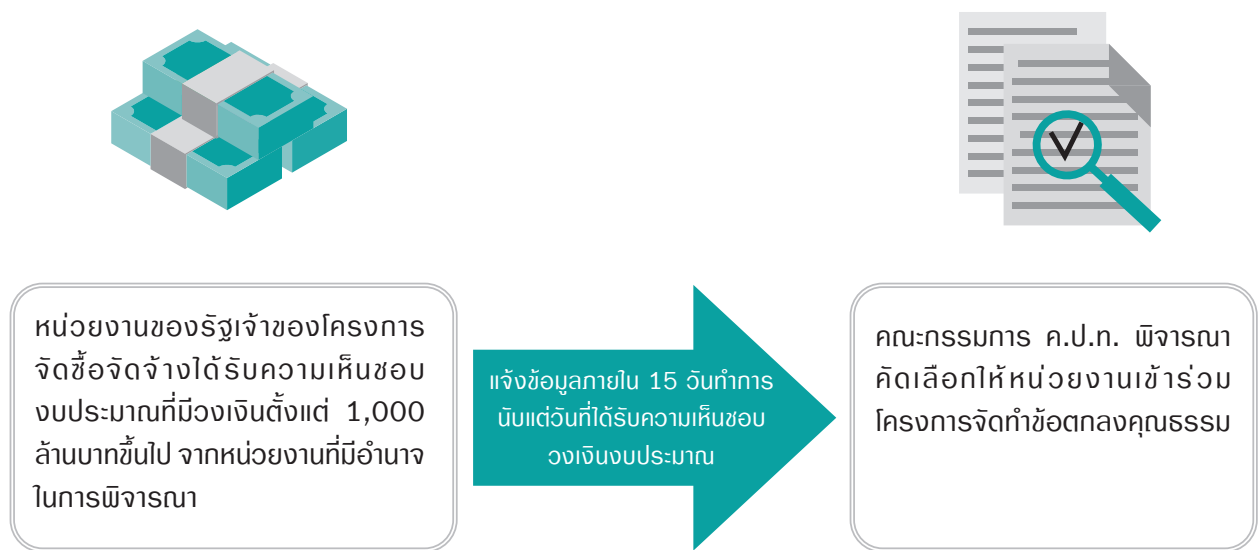 หน่วยงานของรัฐเจ้าของโครงการ
จัดซื้อจัดจ้างได้รับความเห็นชอบ
งบประมาณที่มีวงเงินตั้งแต่ 1,000
ล้านบาทขึ้นไป จากหน่วยงานที่มีอำนาจ
ในการพิจารณา
แจ้งข้อมูลภายใน 15 วันทำการ
นับแต่วันที่ได้รับความเห็นชอบ
วงเงินงบประมาณ
คณะกรรมการ ค.ป.ท. พิจารณา
คัดเลือกให้หน่วยงานเข้าร่วม
โครงการจัดทำข้อตกลงคุณธรรม